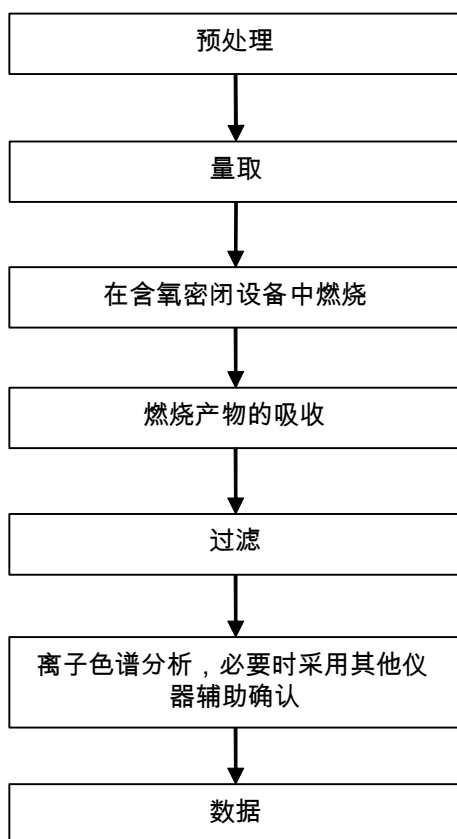 预处理
量取
在含氧密闭设备中燃烧
燃烧产物的吸收
过滤
离子色谱分析，必要时采用其他仪
器辅助确认
数据